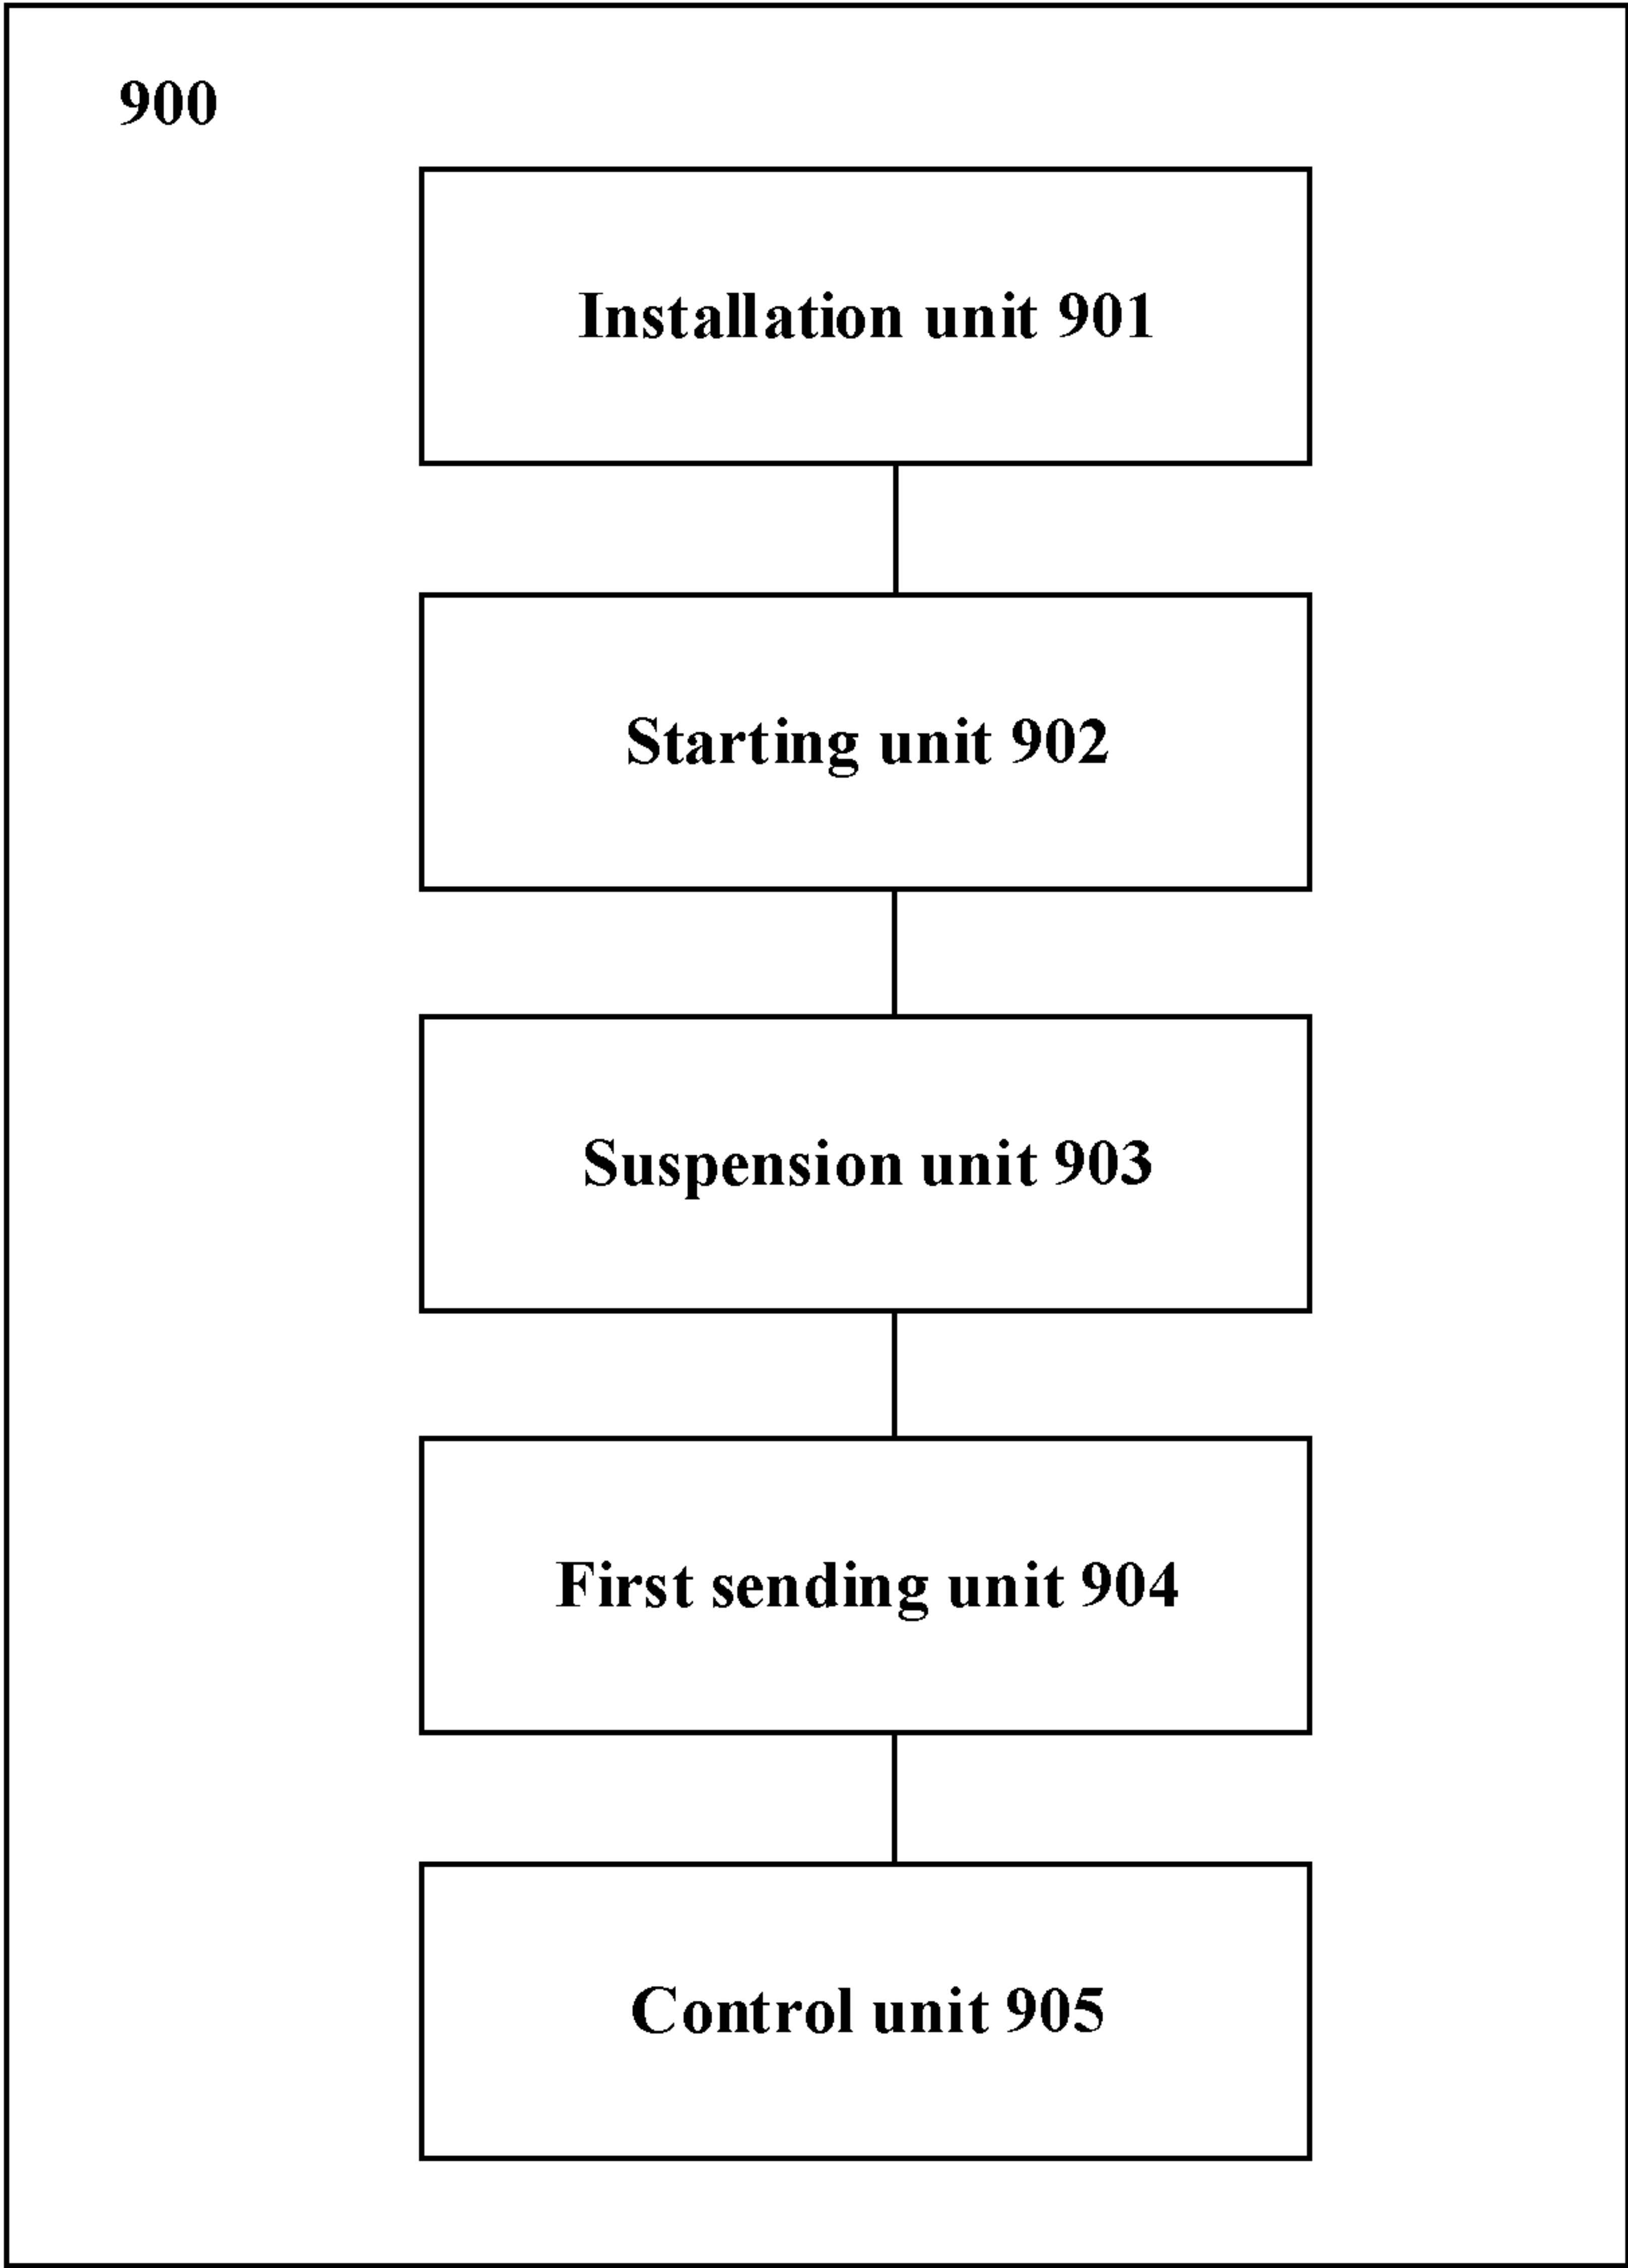 900
Installation unit 901
Starting unit 902
Suspension unit 903
First sending unit 904
Control unit 905